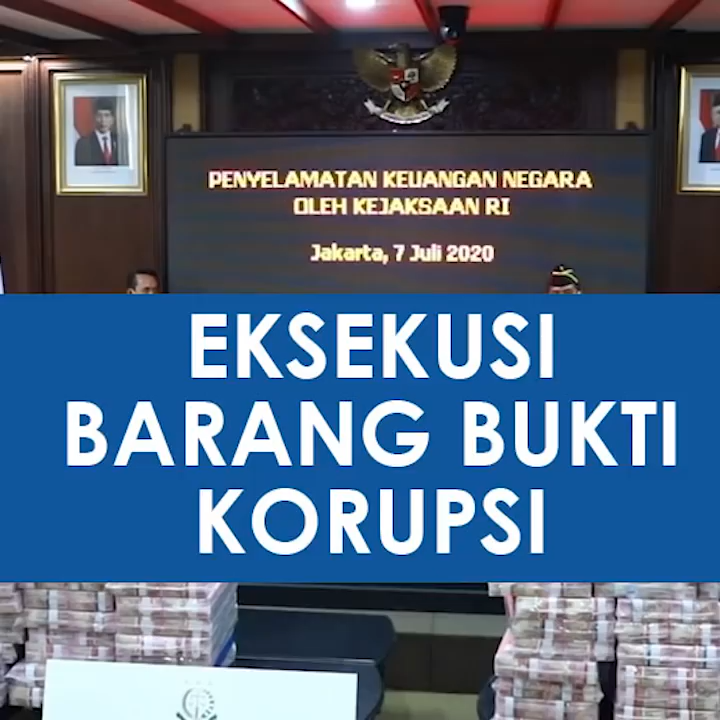 PENYELAMATAN KEUANGAN NEGARA
OLEH KEJAKSAAN RI
Jakarta, 7 Juli 2020
EKSEKUSI
BARANG BUKTI
KORUPSI